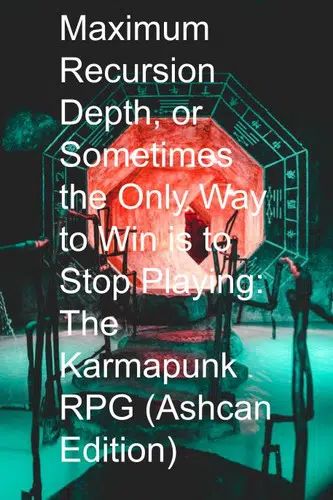 Maximum
Recursion
Depth, or
Sometimes
the Only Way
to Win is to
Stop Playing:
The
Karmapunk
RPG (Ashcan
Edition)